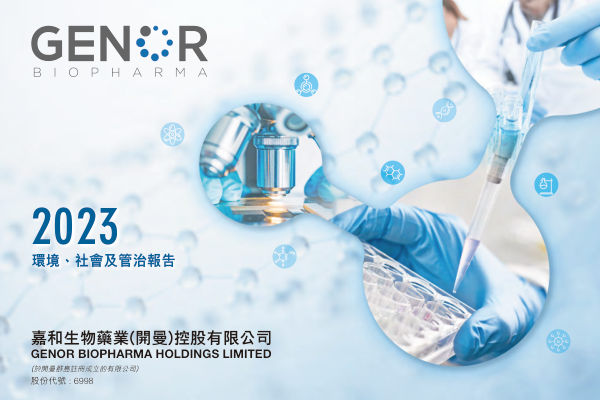 GENOR
BIOPHARMA
2023
環境、社會及管治報告
嘉和生物藥業(開曼)控股有限公司
GENOR BIOPHARMA HOLDINGS LIMITED
(於開曼群島註冊成立的有限公司)
股份代號 : 6998